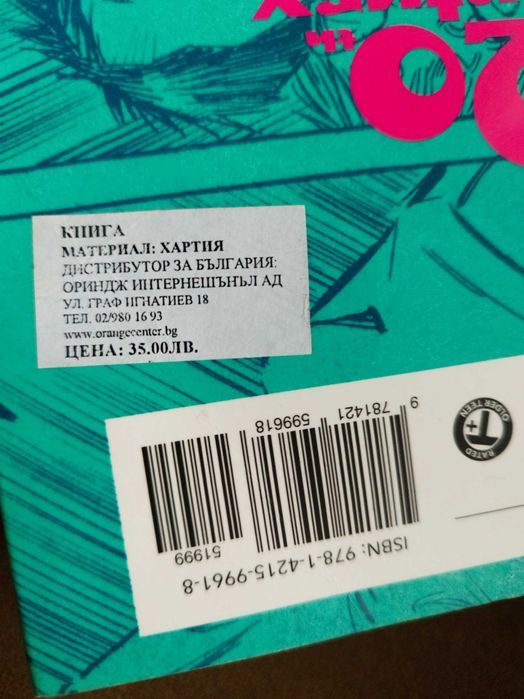 КНИГА
МАТЕРИАЛ: ХАРТИЯ
ДИСТРИБУТОР ЗА БЪЛГАРИЯ:
ОРИНДЖ ИНТЕРНЕШЪНЪЛ АД
УЛ. ГРАФ ИГНАТИЕВ 18
ТЕЛ. 02/980 16 93
www.orangecenter.bg
ЦЕНА: 35.00ЛВ.
ISBN: 978-1-4215-9961-8
9 781421 599618
51999
RATED
T+
OLDER TEEN